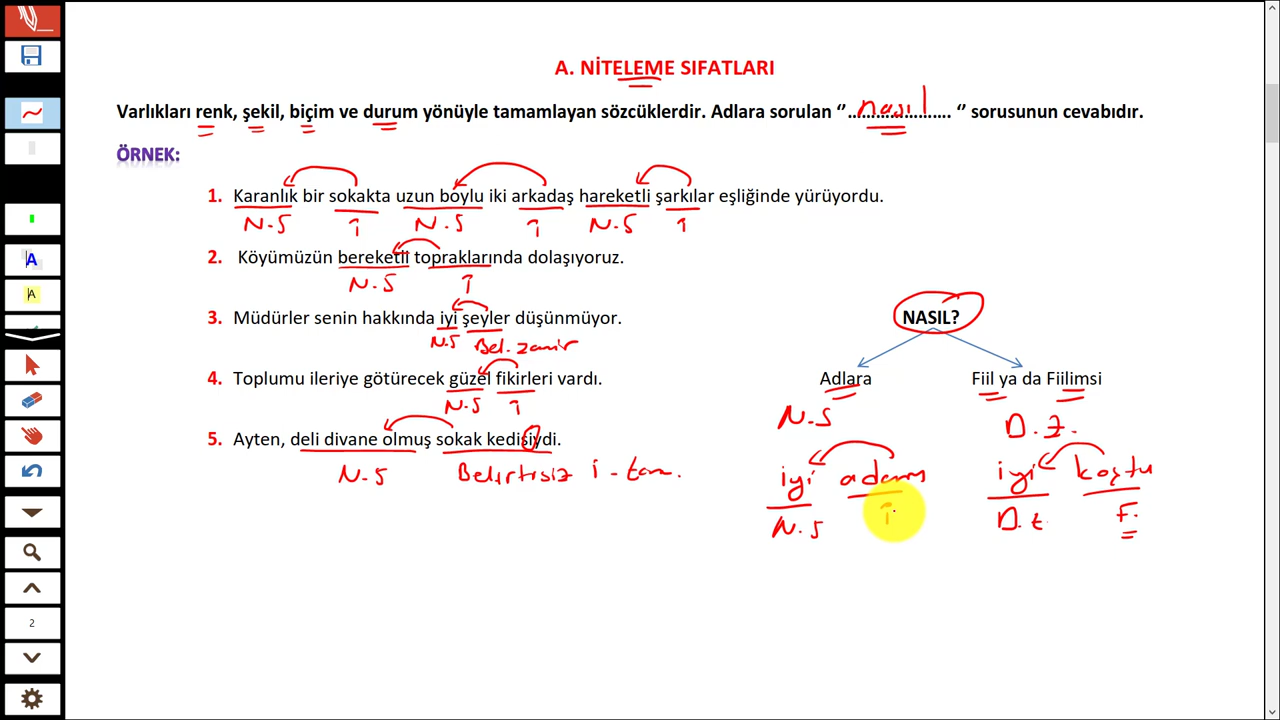 A. NİTELEME SIFATLARI
Varlıkları renk, şekil, biçim ve durum yönüyle tamamlayan sözcüklerdir. Adlara sorulan ‘’...nasıl...‘’ sorusunun cevabıdır.
ÖRNEK:
1. Karanlık bir sokakta uzun boylu iki arkadaş hareketli şarkılar eşliğinde yürüyordu.
N.S İ N.S İ N.S İ
2. Köyümüzün bereketli topraklarında dolaşıyoruz.
N.S İ
3. Müdürler senin hakkında iyi şeyler düşünmüyor.
N.S Bel. zamir
4. Toplumu ileriye götürecek güzel fikirleri vardı.
N.S İ
5. Ayten, deli divane olmuş sokak kedisiydi.
N.S Belirtisiz i-tam.
NASIL?
Adlara Fiil ya da Fiilimsi
N.S D.Z.
iyi adam iyi koştu
N.S İ D.Z. F.
A
A
2